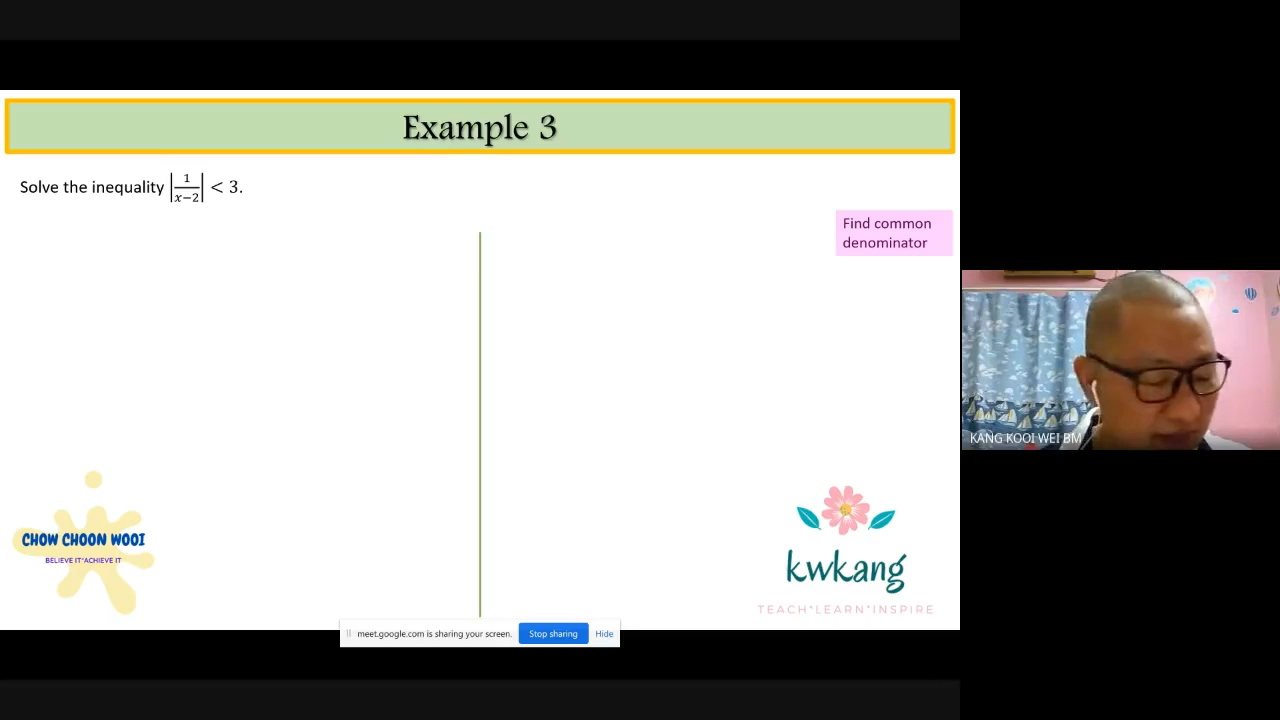 Example 3
Solve the inequality |1/(x−2)| < 3.
Find common
denominator
KANG KOOI WEI BM
CHOW CHOON WOOI
BELIEVE IT*ACHIEVE IT
kwkang
TEACH*LEARN*INSPIRE
meet.google.com is sharing your screen.
Stop sharing
Hide